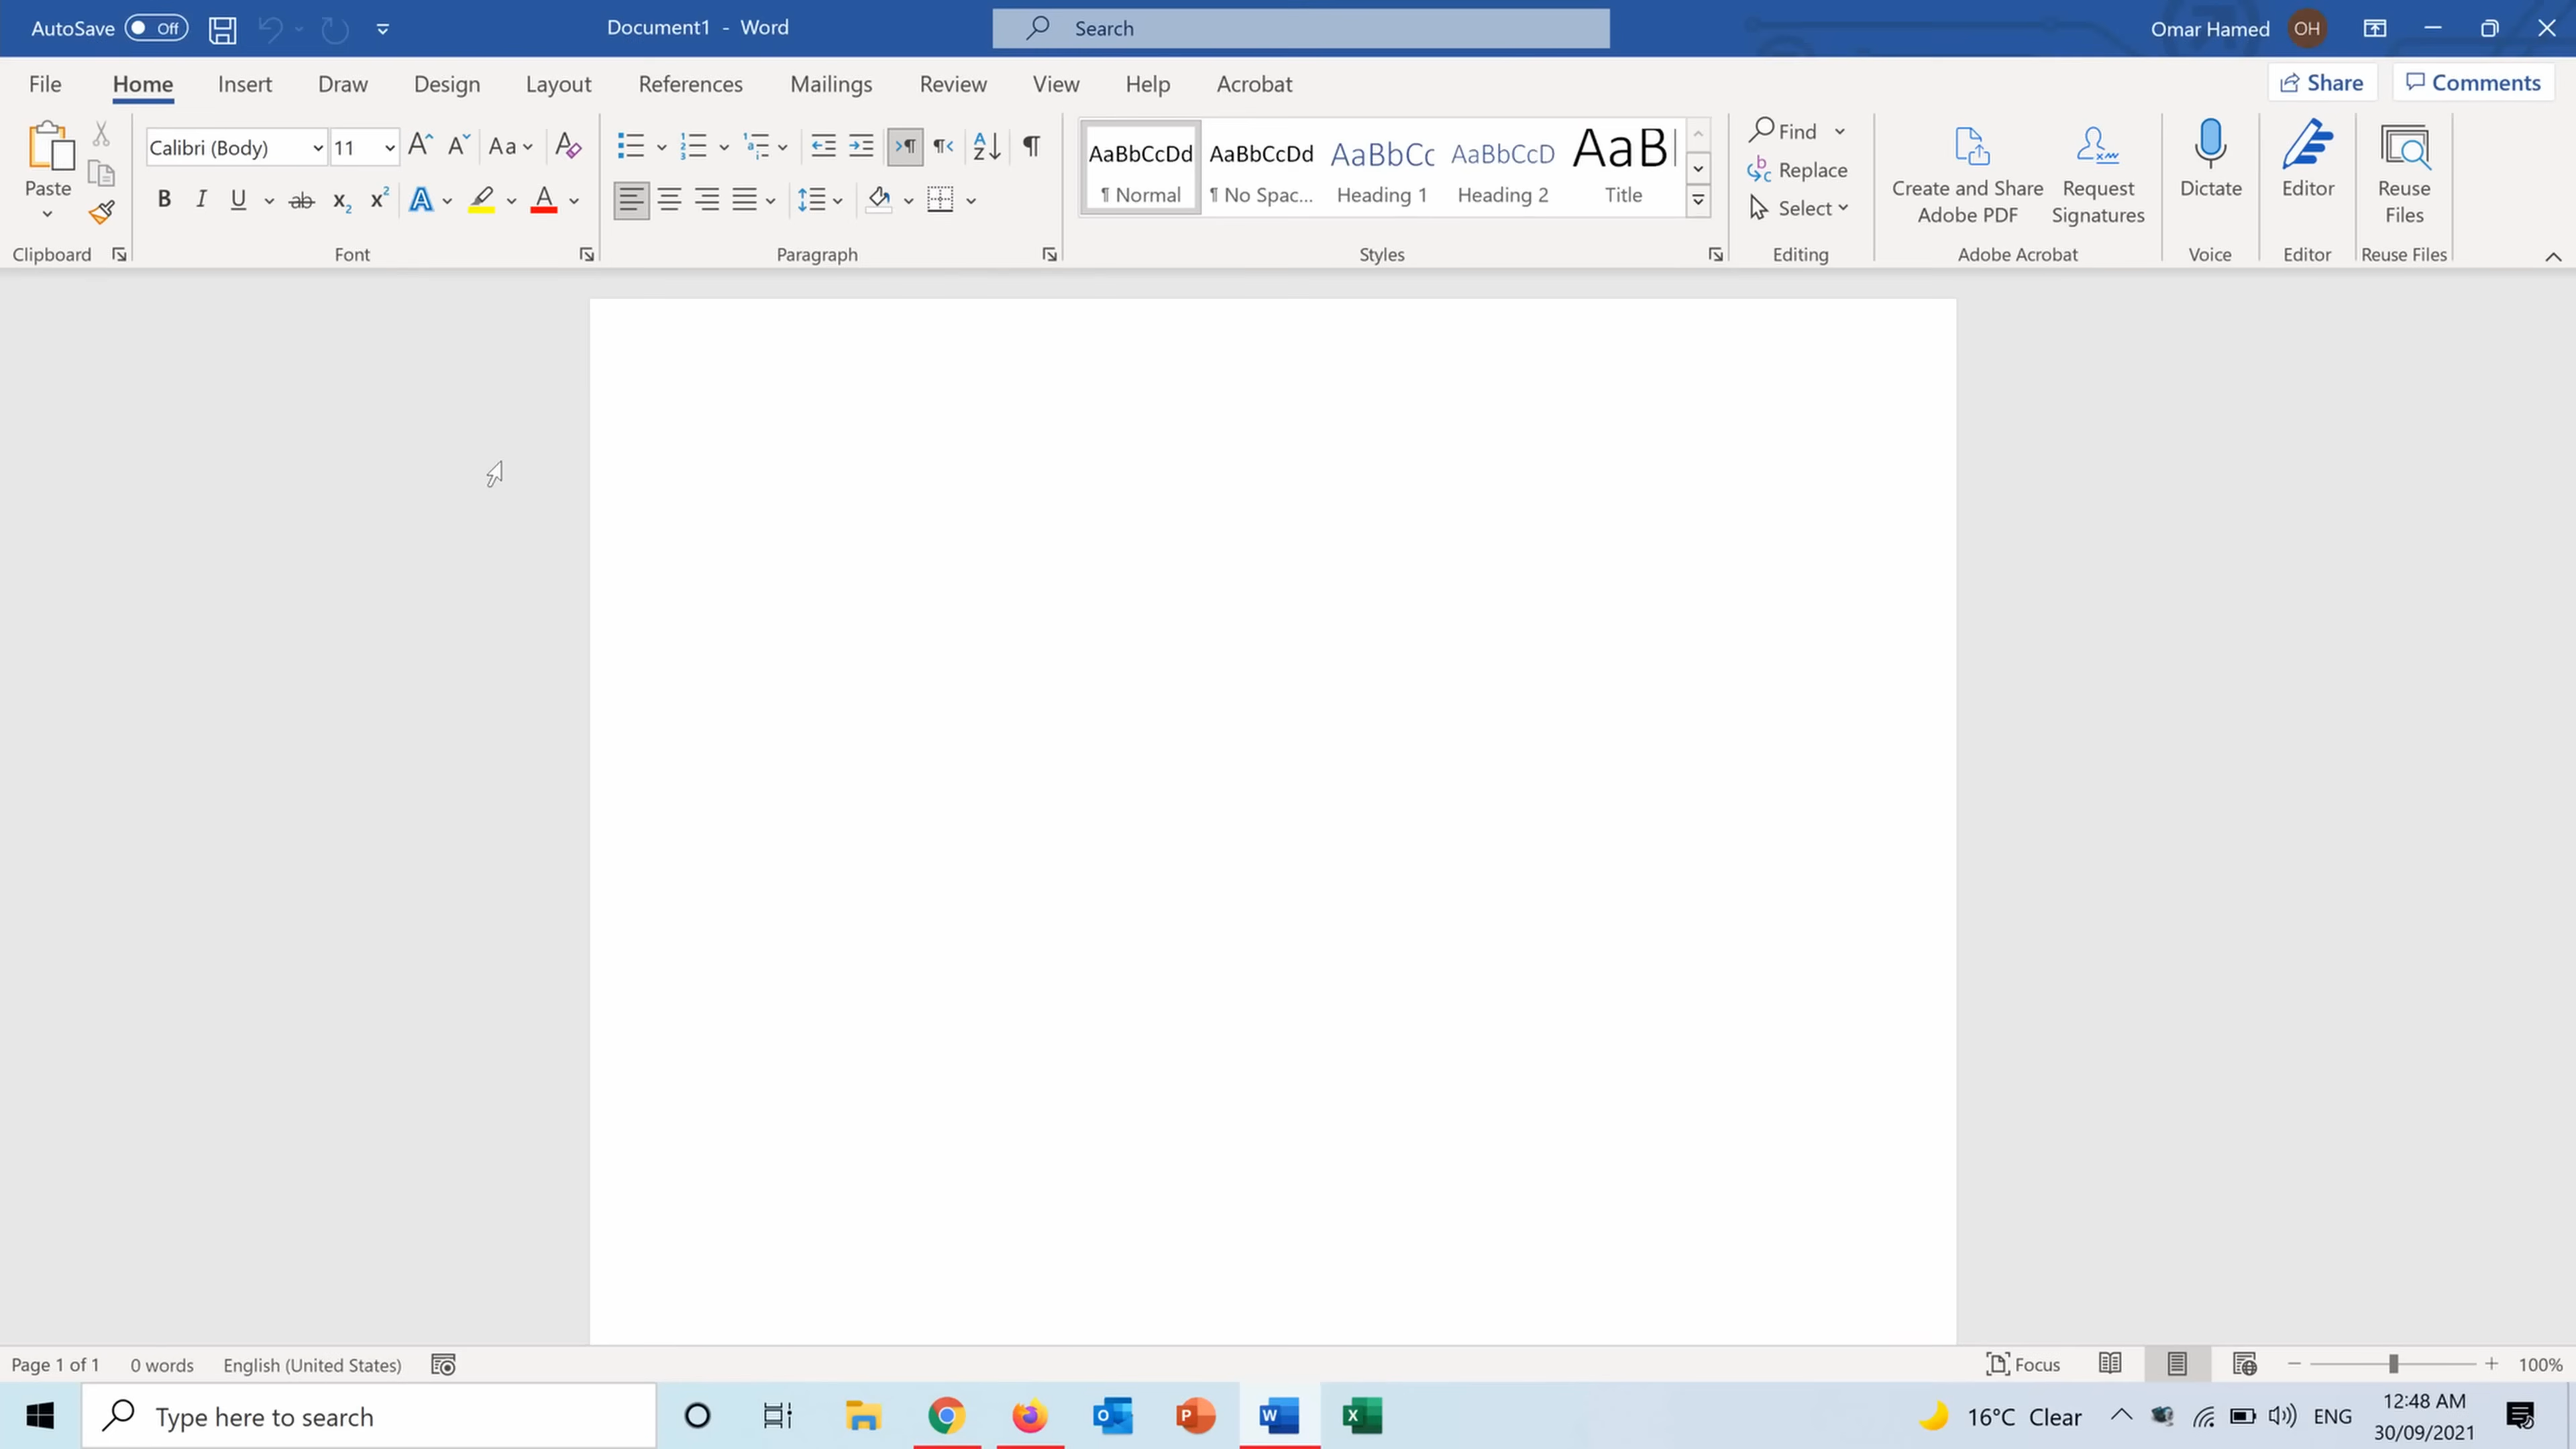 AutoSave Off Document1 - Word Search Omar Hamed OH
File Home Insert Draw Design Layout References Mailings Review View Help Acrobat Share Comments
Paste Calibri (Body) 11 Aa
B I U ab x₂ x² A A
AaBbCcDd AaBbCcDd AaBbCc AaBbCcD AaB
¶ Normal ¶ No Spac... Heading 1 Heading 2 Title
Find
Replace
Select
Create and Share
Adobe PDF
Request
Signatures
Dictate
Editor
Reuse
Files
Clipboard Font Paragraph Styles Editing Adobe Acrobat Voice Editor Reuse Files
Page 1 of 1 0 words English (United States) Focus 100%
Type here to search 16°C Clear ENG 12:48 AM
30/09/2021